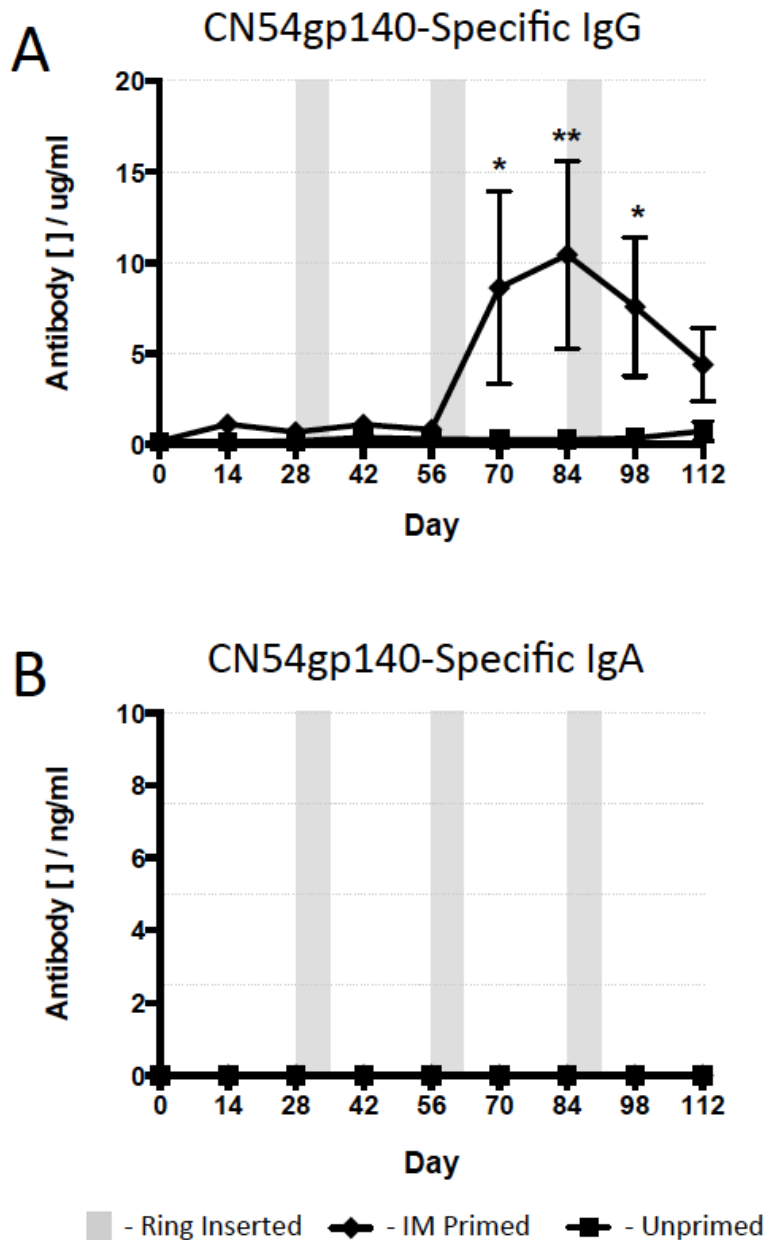 A
CN54gp140-Specific IgG
20
15
10
5
0
* ** *
Antibody [ ] / ug/ml
0 14 28 42 56 70 84 98 112
Day
B
CN54gp140-Specific IgA
10
8
6
4
2
0
Antibody [ ] / ng/ml
0 14 28 42 56 70 84 98 112
Day
- Ring Inserted - IM Primed - Unprimed